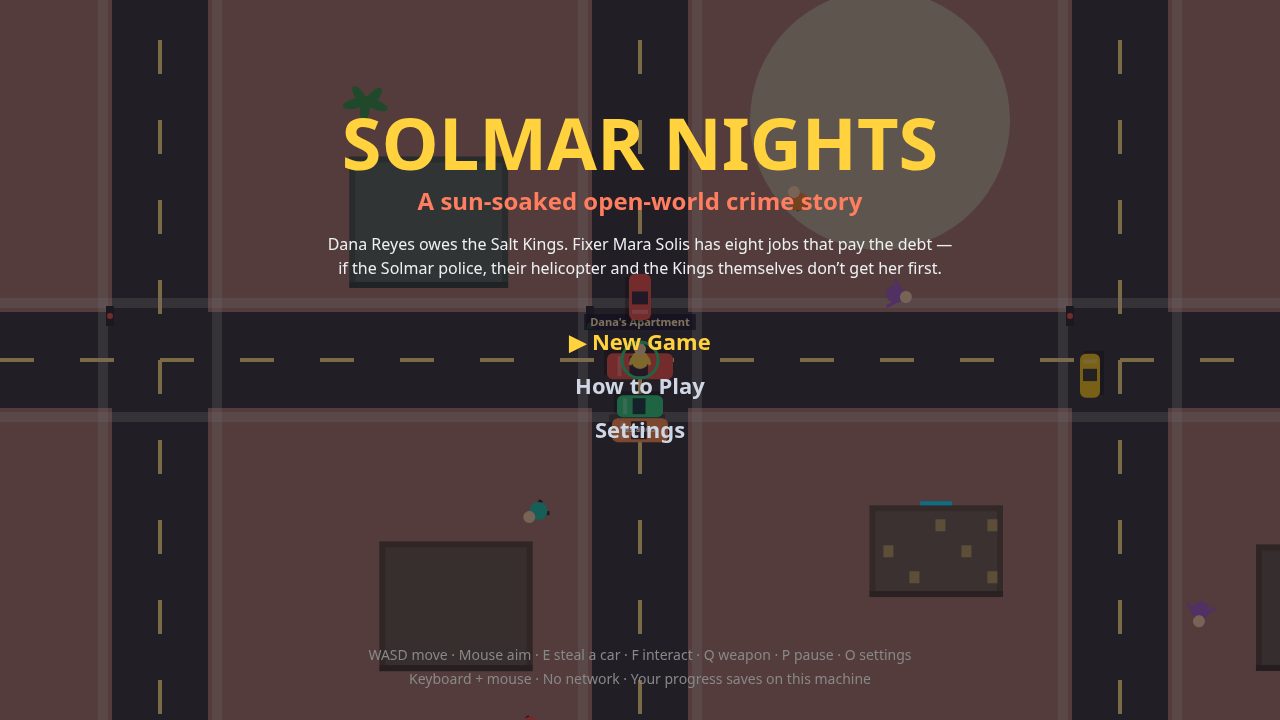 SOLMAR NIGHTS
A sun-soaked open-world crime story
Dana Reyes owes the Salt Kings. Fixer Mara Solis has eight jobs that pay the debt —
if the Solmar police, their helicopter and the Kings themselves don’t get her first.
Dana's Apartment
▶ New Game
How to Play
Settings
WASD move · Mouse aim · E steal a car · F interact · Q weapon · P pause · O settings
Keyboard + mouse · No network · Your progress saves on this machine